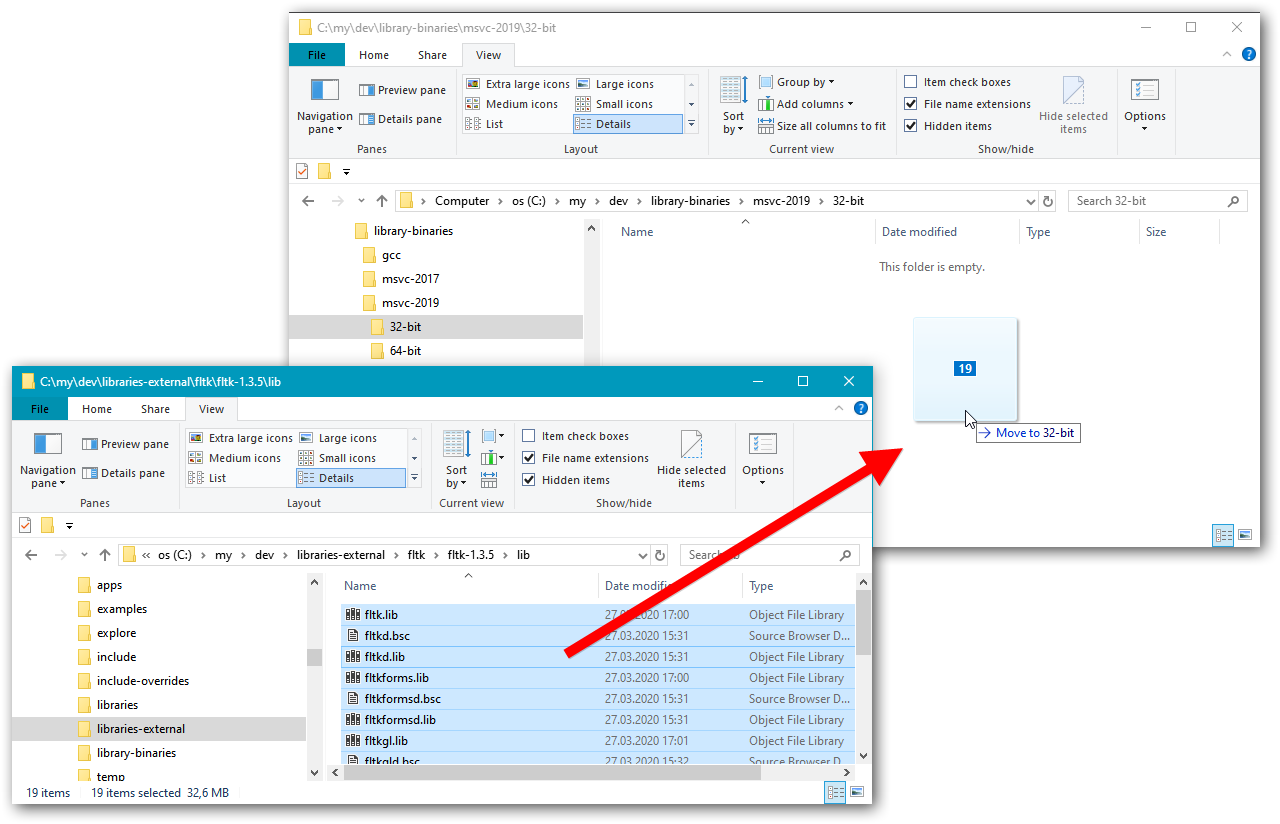 C:\my\dev\library-binaries\msvc-2019\32-bit
File Home Share View
Navigation pane
Preview pane
Details pane
Panes
Extra large icons Large icons
Medium icons Small icons
List Details
Layout
Sort by
Group by
Add columns
Size all columns to fit
Current view
Item check boxes
File name extensions
Hidden items
Hide selected items
Show/hide
Options
Computer os (C:) my dev library-binaries msvc-2019 32-bit
Search 32-bit
library-binaries
gcc
msvc-2017
msvc-2019
32-bit
64-bit
Name Date modified Type Size
This folder is empty.
19
Move to 32-bit
C:\my\dev\libraries-external\fltk\fltk-1.3.5\lib
File Home Share View
Navigation pane
Preview pane
Details pane
Panes
Extra large icons Large icons
Medium icons Small icons
List Details
Layout
Sort by
Current view
Item check boxes
File name extensions
Hidden items
Hide selected items
Show/hide
Options
« os (C:) my dev libraries-external fltk fltk-1.3.5 lib
apps
examples
explore
include
include-overrides
libraries
libraries-external
library-binaries
temp
Name Date Type
fltk.lib 27.03.2020 17:00 Object File Library
fltkd.bsc 27.03.2020 15:31 Source Browser D...
fltkd.lib 27.03.2020 15:31 Object File Library
fltkforms.lib 27.03.2020 17:00 Object File Library
fltkformsd.bsc 27.03.2020 15:31 Source Browser D...
fltkformsd.lib 27.03.2020 15:31 Object File Library
fltkgl.lib 27.03.2020 17:01 Object File Library
fltkgld.bsc 27.03.2020 15:32 Source Browser D...
19 items 19 items selected 32,6 MB